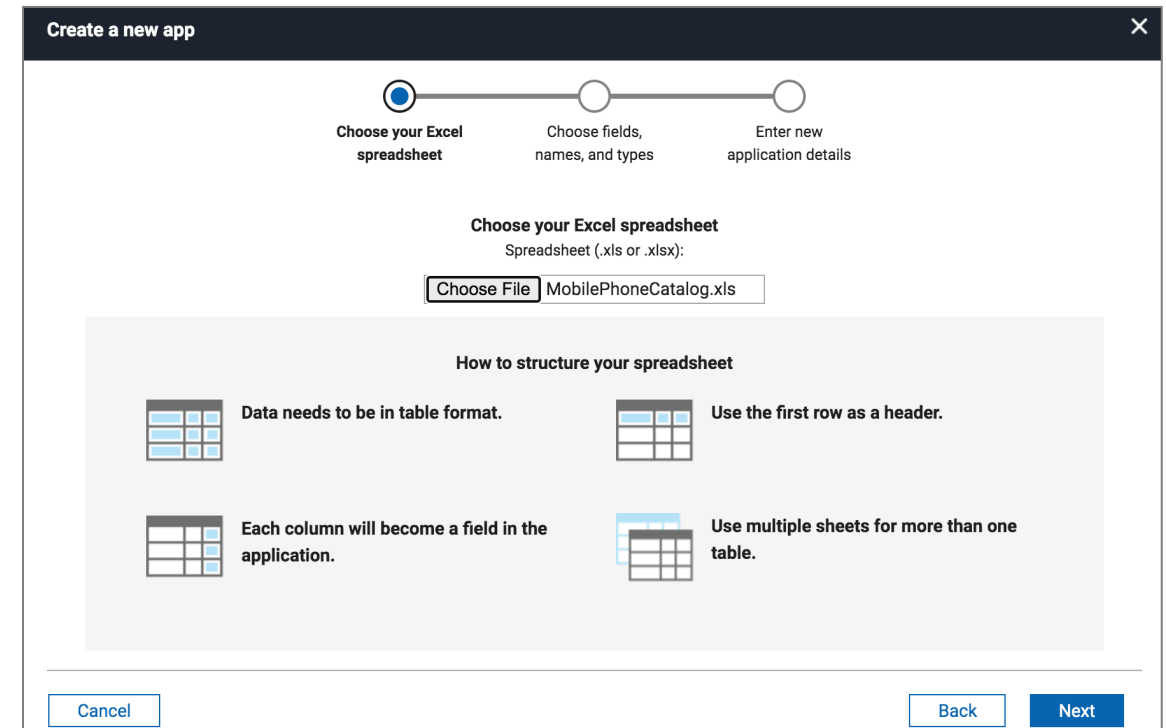 Create a new app
Choose your Excel
spreadsheet
Choose fields,
names, and types
Enter new
application details
Choose your Excel spreadsheet
Spreadsheet (.xls or .xlsx):
Choose File MobilePhoneCatalog.xls
How to structure your spreadsheet
Data needs to be in table format.
Use the first row as a header.
Each column will become a field in the
application.
Use multiple sheets for more than one
table.
Cancel
Back
Next